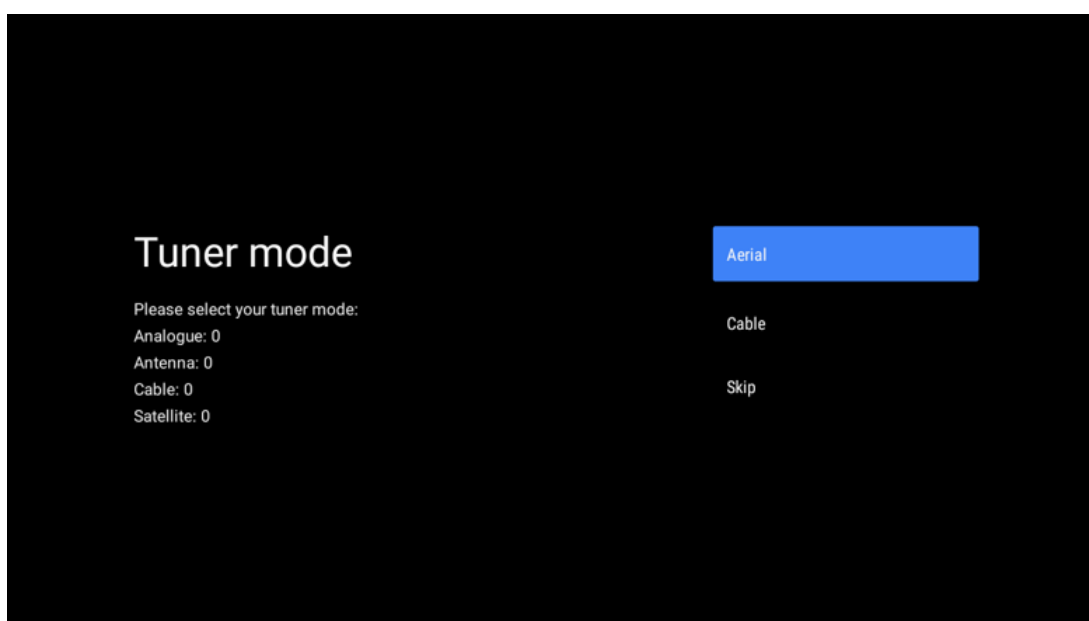 Tuner mode
Please select your tuner mode:
Analogue: 0
Antenna: 0
Cable: 0
Satellite: 0
Aerial
Cable
Skip